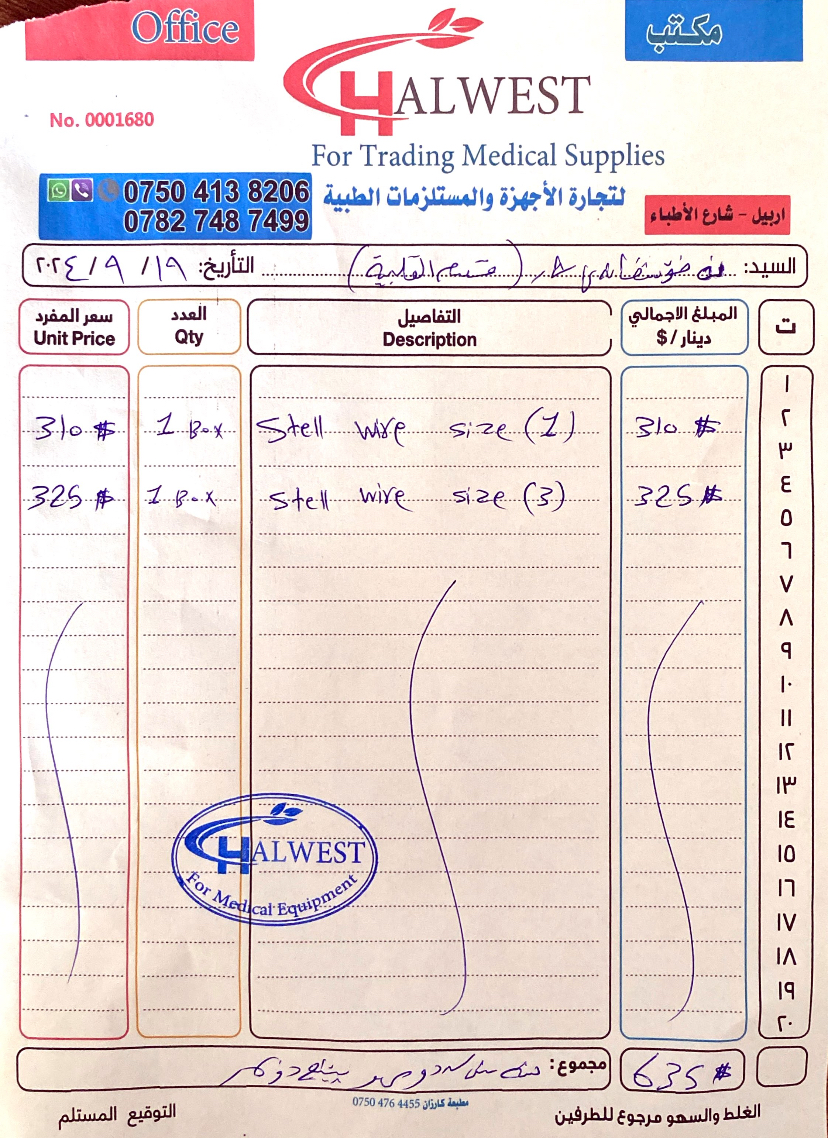 Office
مكتب
HALWEST
No. 0001680
For Trading Medical Supplies
0750 413 8206
لتجارة الأجهزة والمستلزمات الطبية
0782 748 7499
اربيل - شارع الأطباء
السيد: (قسم القلبية) التأريخ: ١٩ / ٩ / ٢٠٢٤
سعر المفرد العدد التفاصيل المبلغ الاجمالي ت
Unit Price Qty Description دينار / $
١
310 $ 1 Box Stell wire size (1) 310 $ ٢
٣
325 $ 1 Box Stell wire size (3) 325 $ ٤
٥
٦
٧
٨
٩
١٠
١١
١٢
١٣
١٤
١٥
١٦
١٧
١٨
١٩
٢٠
HALWEST
For Medical Equipment
مجموع: 635 $
مطبعة كارزان 4455 476 0750
الغلط والسهو مرجوع للطرفين
التوقيع المستلم